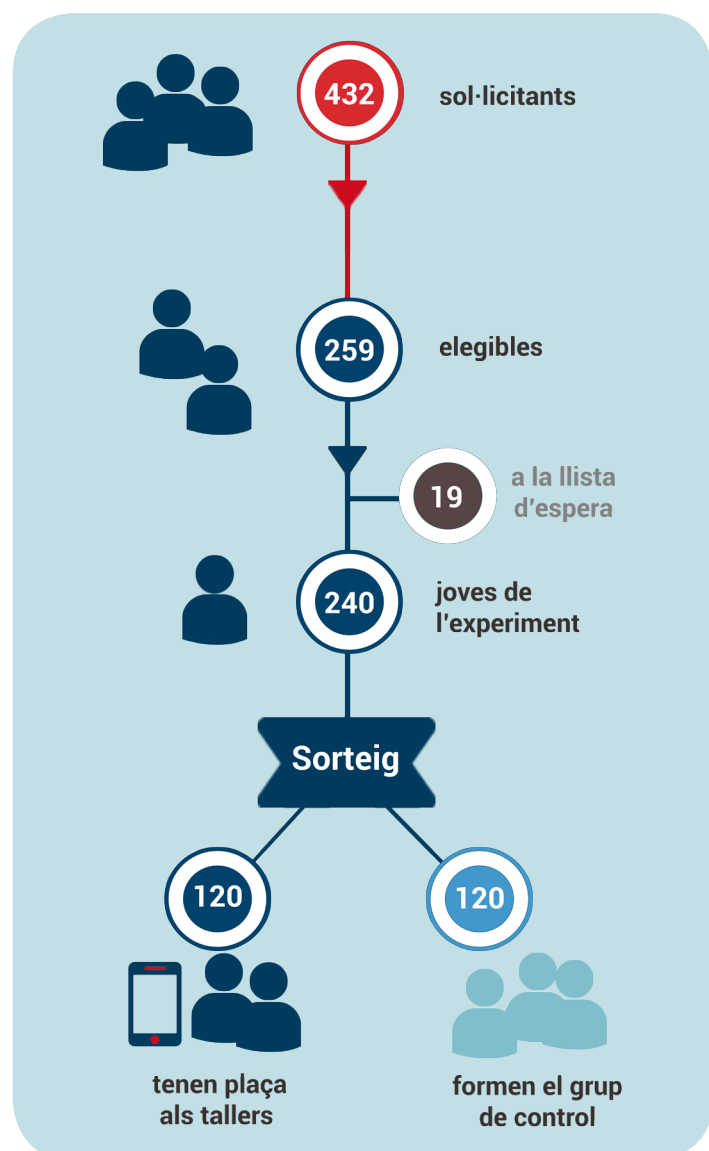 432
sol·licitants
259
elegibles
19
a la llista
d'espera
240
joves de
l'experiment
Sorteig
120
120
tenen plaça
als tallers
formen el grup
de control